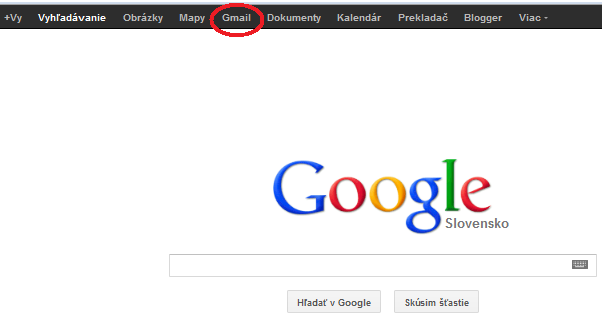 +Vy Vyhľadávanie Obrázky Mapy Gmail Dokumenty Kalendár Prekladač Blogger Viac
Google
Slovensko
Hľadať v Google Skúsim šťastie